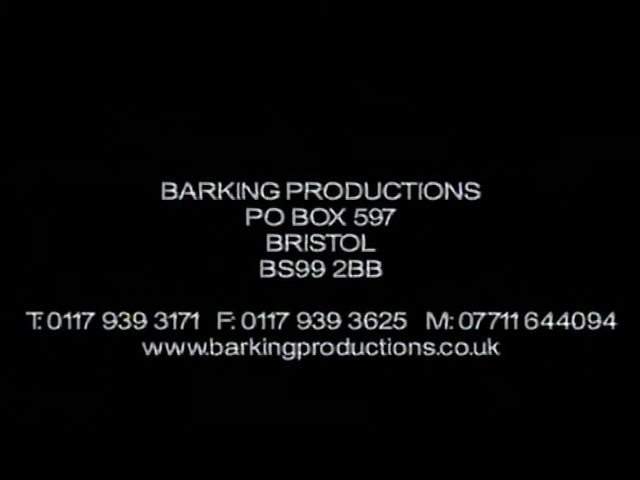 BARKING PRODUCTIONS
PO BOX 597
BRISTOL
BS99 2BB
T: 0117 939 3171 F: 0117 939 3625 M: 07711 644094
www.barkingproductions.co.uk